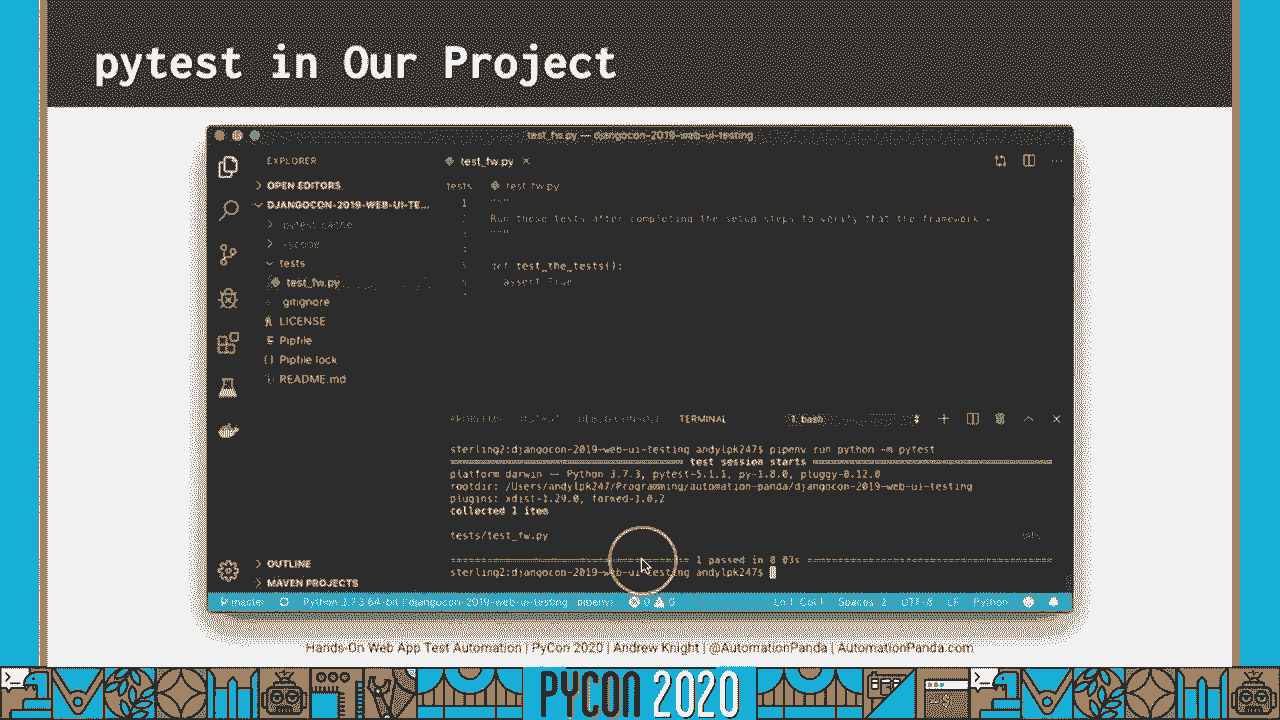 pytest in Our Project
test_fw.py — djangocon-2019-web-ui-testing
EXPLORER
OPEN EDITORS
DJANGOCON-2019-WEB-UI-TE...
pytest_cache
vscode
tests
test_fw.py
gitignore
LICENSE
Pipfile
Pipfile lock
README.md
OUTLINE
MAVEN PROJECTS
test_fw.py ×
tests test_fw.py
1 """
Run these tests after completing the setup steps to verify that the framework
"""
def test_the_tests():
assert True
PROBLEMS OUTPUT DEBUG CONSOLE TERMINAL 1: bash
sterling2:djangocon-2019-web-ui-testing andylpk247$ pipenv run python -m pytest
test session starts
platform darwin -- Python 3.7.3, pytest-5.1.1, py-1.8.0, pluggy-0.12.0
rootdir: /Users/andylpk247/Programming/automation-panda/djangocon-2019-web-ui-testing
plugins: xdist-1.29.0, forked-1.0.2
collected 1 item
tests/test_fw.py
1 passed in 0 03s
sterling2:djangocon-2019-web-ui-testing andylpk247$
master Python 3.7.3 64-bit djangocon-2019-web-ui-testing pipenv 0 0 Ln 1, Col 1 Spaces: 2 UTF-8 LF Python
Hands-On Web App Test Automation | PyCon 2020 | Andrew Knight | @AutomationPanda | AutomationPanda.com
PYCON 2020